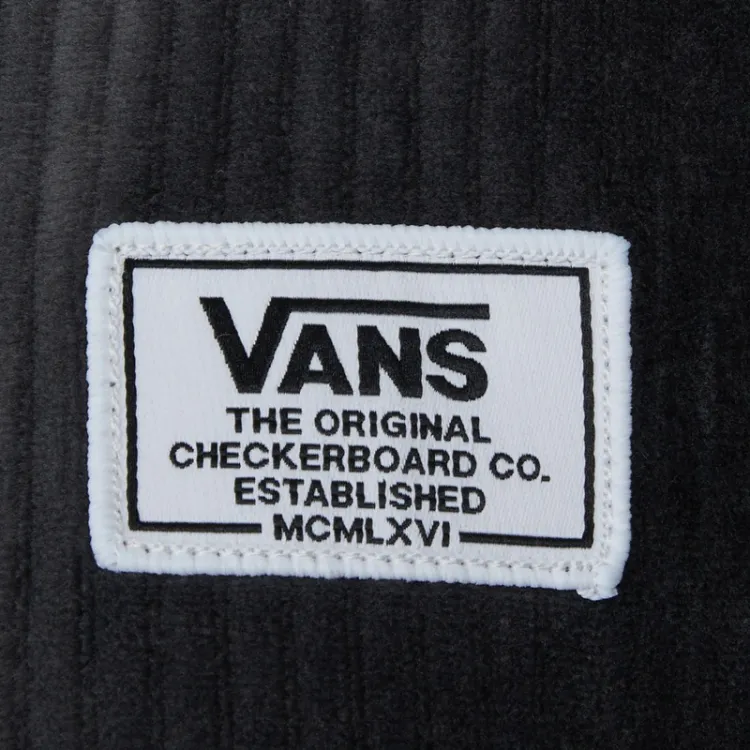 VANS
THE ORIGINAL
CHECKERBOARD CO.
ESTABLISHED
MCMLXVI